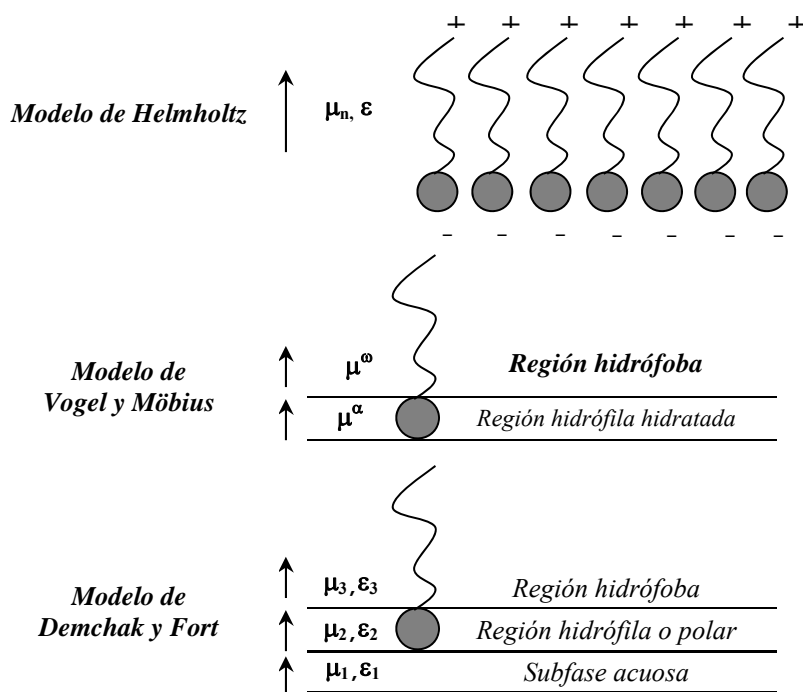 + + + + + + +
Modelo de Helmholtz
μn, ε
- - - - - - -
Modelo de
Vogel y Möbius
μω
Región hidrófoba
μα
Región hidrófila hidratada
Modelo de
Demchak y Fort
μ3,ε3
Región hidrófoba
μ2,ε2
Región hidrófila o polar
μ1,ε1
Subfase acuosa